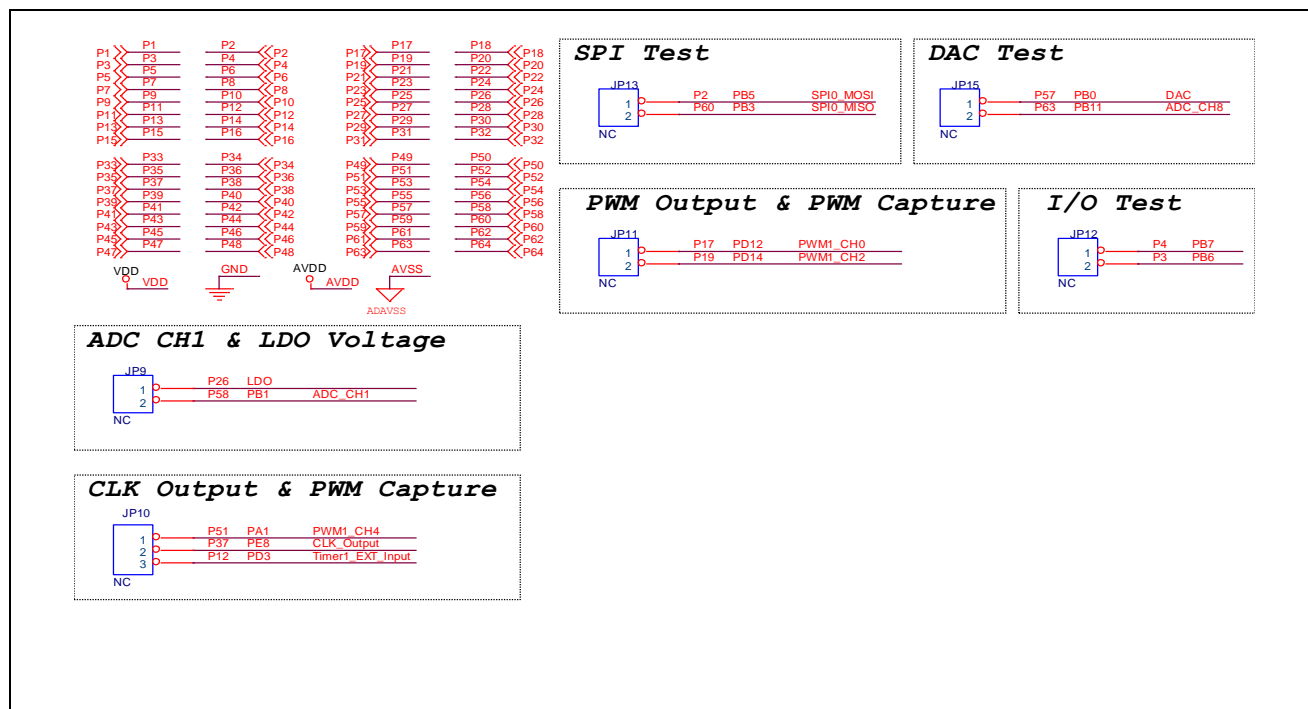 P1 P1 P2 P2 P17 P17 P18 P18
P3 P3 P4 P4 P19 P19 P20 P20
P5 P5 P6 P6 P21 P21 P22 P22
P7 P7 P8 P8 P23 P23 P24 P24
P9 P9 P10 P10 P25 P25 P26 P26
P11 P11 P12 P12 P27 P27 P28 P28
P13 P13 P14 P14 P29 P29 P30 P30
P15 P15 P16 P16 P31 P31 P32 P32
P33 P33 P34 P34 P49 P49 P50 P50
P35 P35 P36 P36 P51 P51 P52 P52
P37 P37 P38 P38 P53 P53 P54 P54
P39 P39 P40 P40 P55 P55 P56 P56
P41 P41 P42 P42 P57 P57 P58 P58
P43 P43 P44 P44 P59 P59 P60 P60
P45 P45 P46 P46 P61 P61 P62 P62
P47 P47 P48 P48 P63 P63 P64 P64
VDD GND AVDD AVSS
VDD AVDD
ADAVSS
SPI Test
JP13
1 P2 PB5 SPI0_MOSI
2 P60 PB3 SPI0_MISO
NC
DAC Test
JP15
1 P57 PB0 DAC
2 P63 PB11 ADC_CH8
NC
PWM Output & PWM Capture
JP11
1 P17 PD12 PWM1_CH0
2 P19 PD14 PWM1_CH2
NC
I/O Test
JP12
1 P4 PB7
2 P3 PB6
NC
ADC CH1 & LDO Voltage
JP9
1 P26 LDO
2 P58 PB1 ADC_CH1
NC
CLK Output & PWM Capture
JP10
1 P51 PA1 PWM1_CH4
2 P37 PE8 CLK_Output
3 P12 PD3 Timer1_EXT_Input
NC